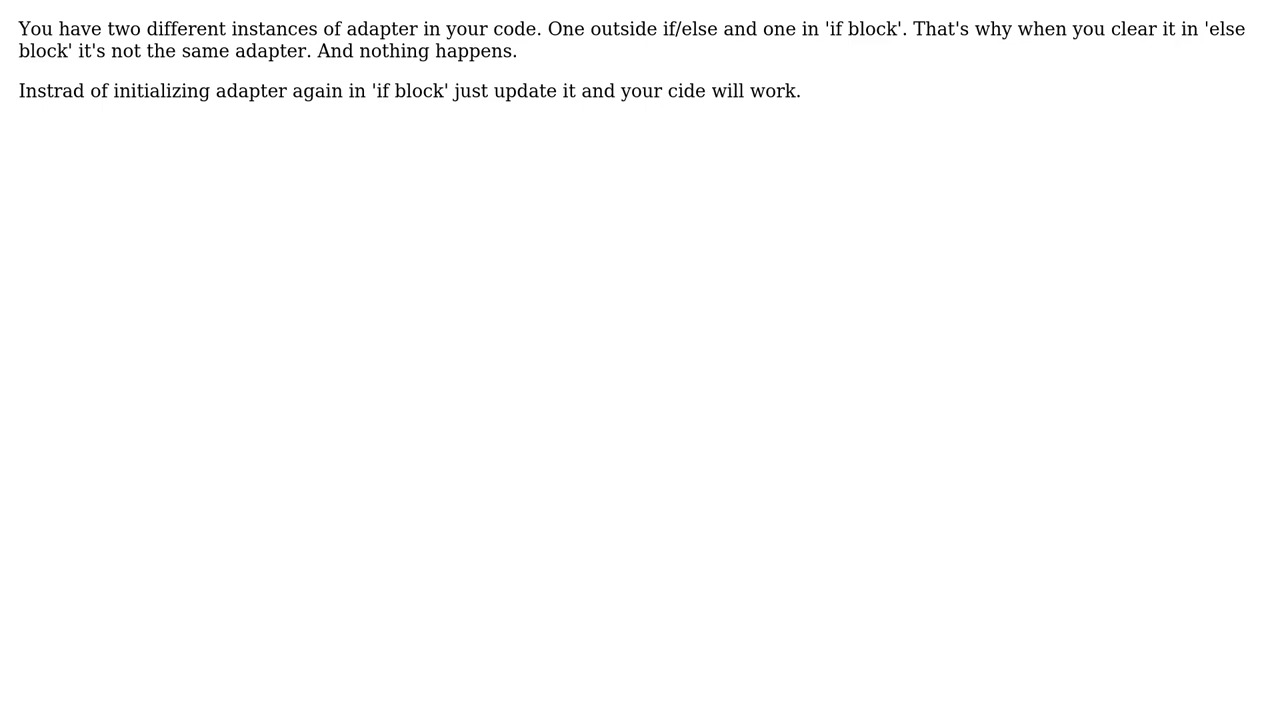 You have two different instances of adapter in your code. One outside if/else and one in 'if block'. That's why when you clear it in 'else
block' it's not the same adapter. And nothing happens.
Instrad of initializing adapter again in 'if block' just update it and your cide will work.